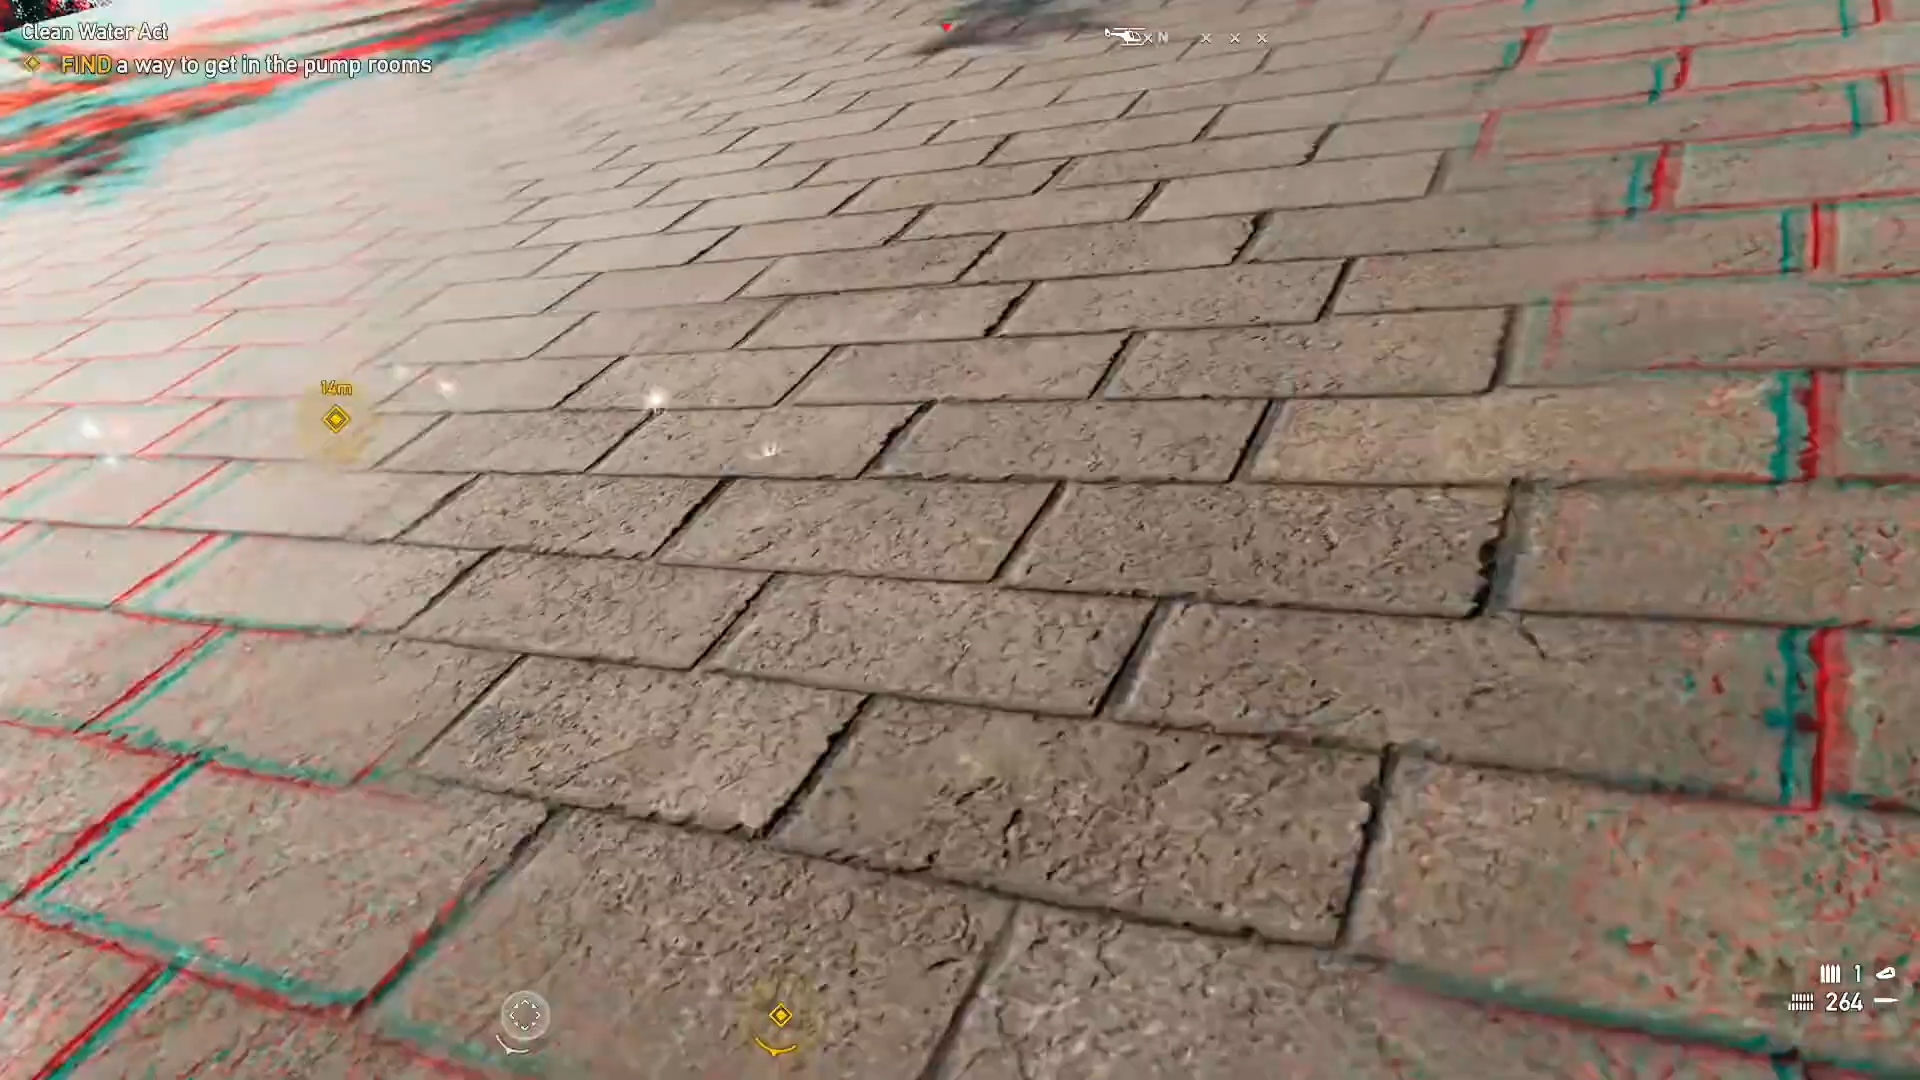 Clean Water Act
FIND a way to get in the pump rooms
N
14m
1
264